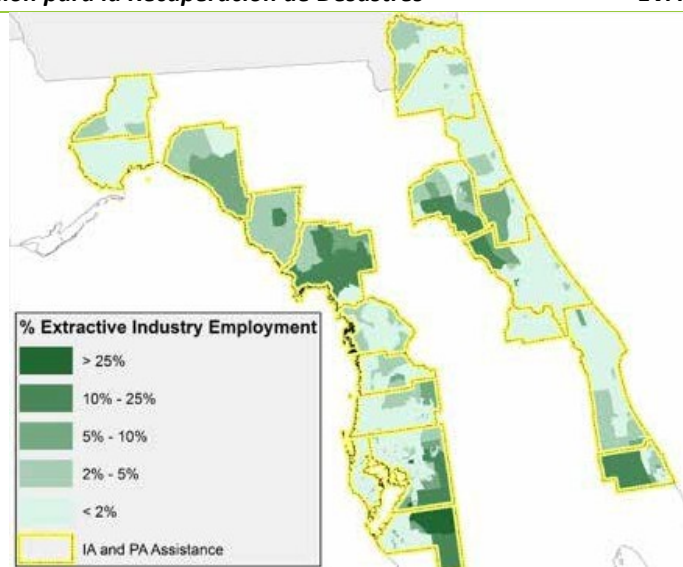 para la Recuperación de Desastres
% Extractive Industry Employment
> 25%
10% - 25%
5% - 10%
2% - 5%
< 2%
IA and PA Assistance